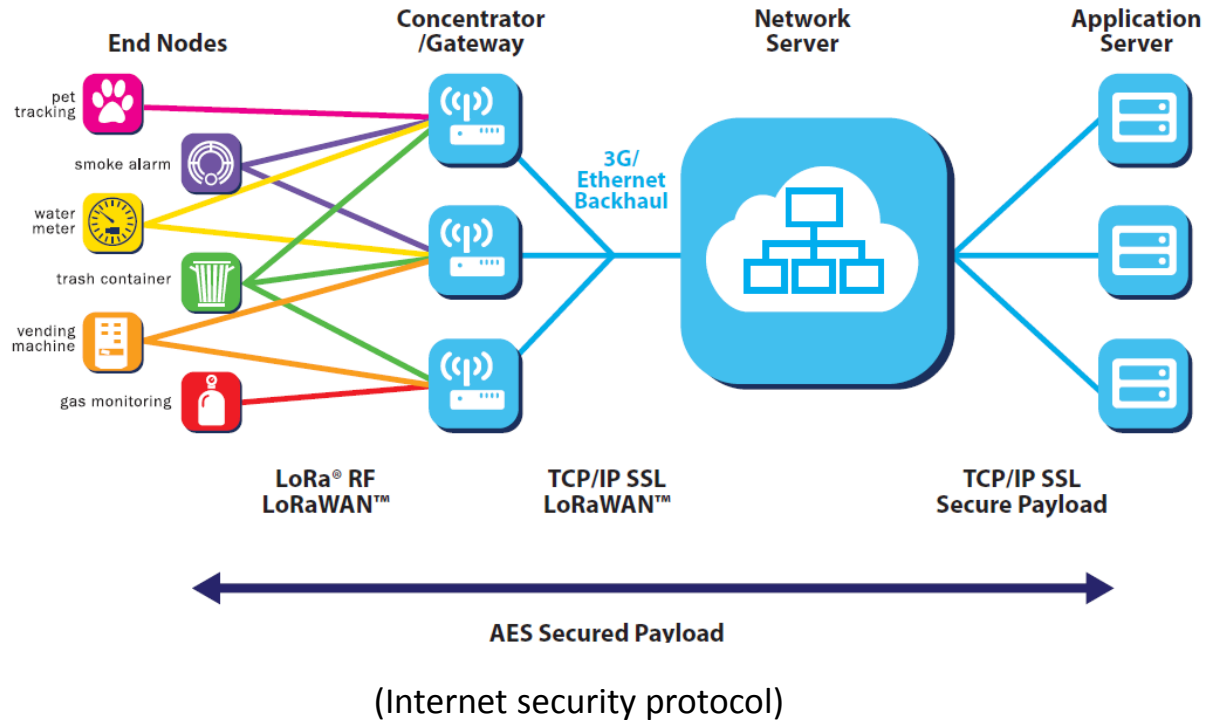 End Nodes
Concentrator
/Gateway
Network
Server
Application
Server
pet
tracking
smoke alarm
water
meter
trash container
vending
machine
gas monitoring
3G/
Ethernet
Backhaul
LoRa® RF
LoRaWAN™
TCP/IP SSL
LoRaWAN™
TCP/IP SSL
Secure Payload
AES Secured Payload
(Internet security protocol)